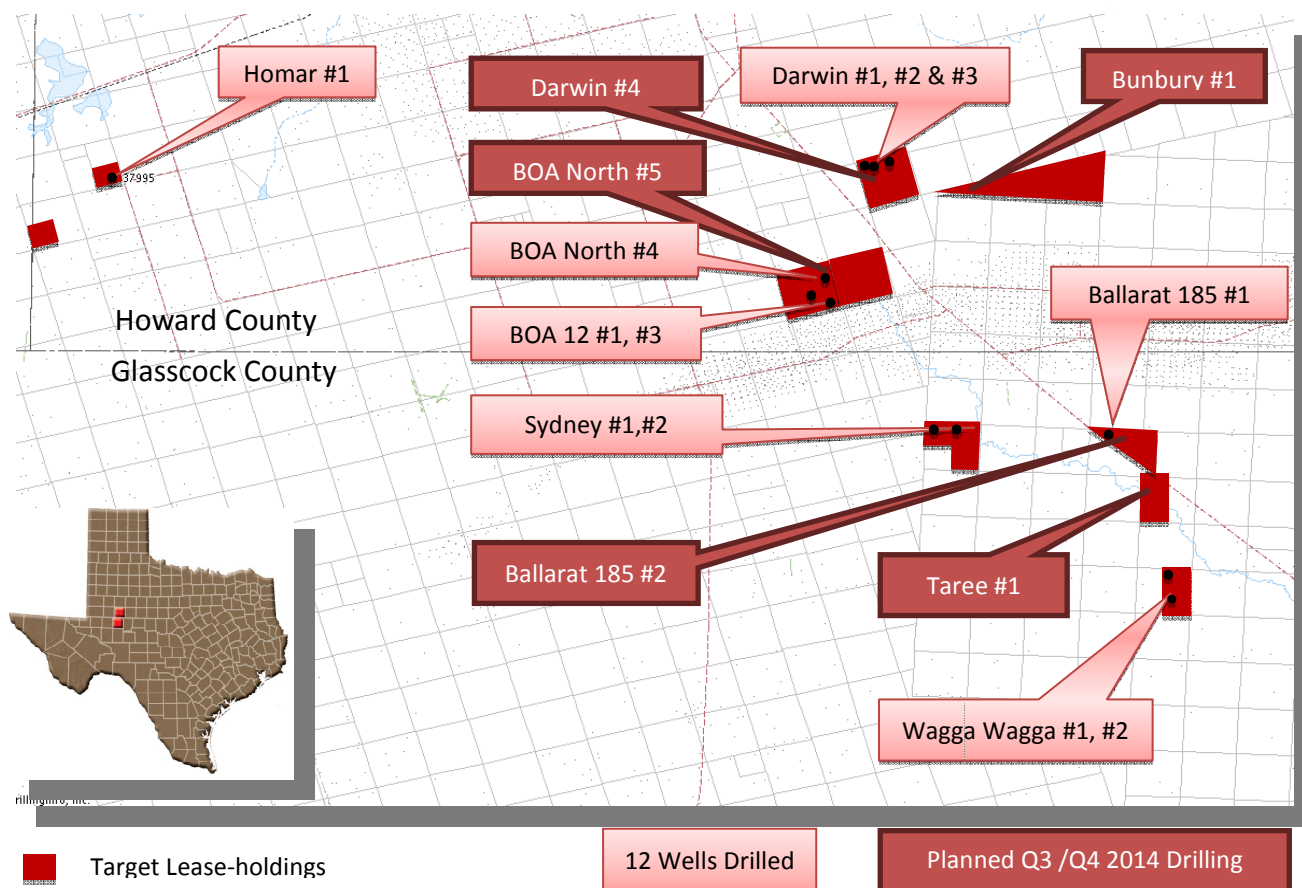 Homar #1
Darwin #4
Darwin #1, #2 & #3
Bunbury #1
37995
BOA North #5
BOA North #4
BOA 12 #1, #3
Ballarat 185 #1
Howard County
Glasscock County
Sydney #1,#2
Ballarat 185 #2
Taree #1
Wagga Wagga #1, #2
Target Lease-holdings
12 Wells Drilled
Planned Q3 /Q4 2014 Drilling